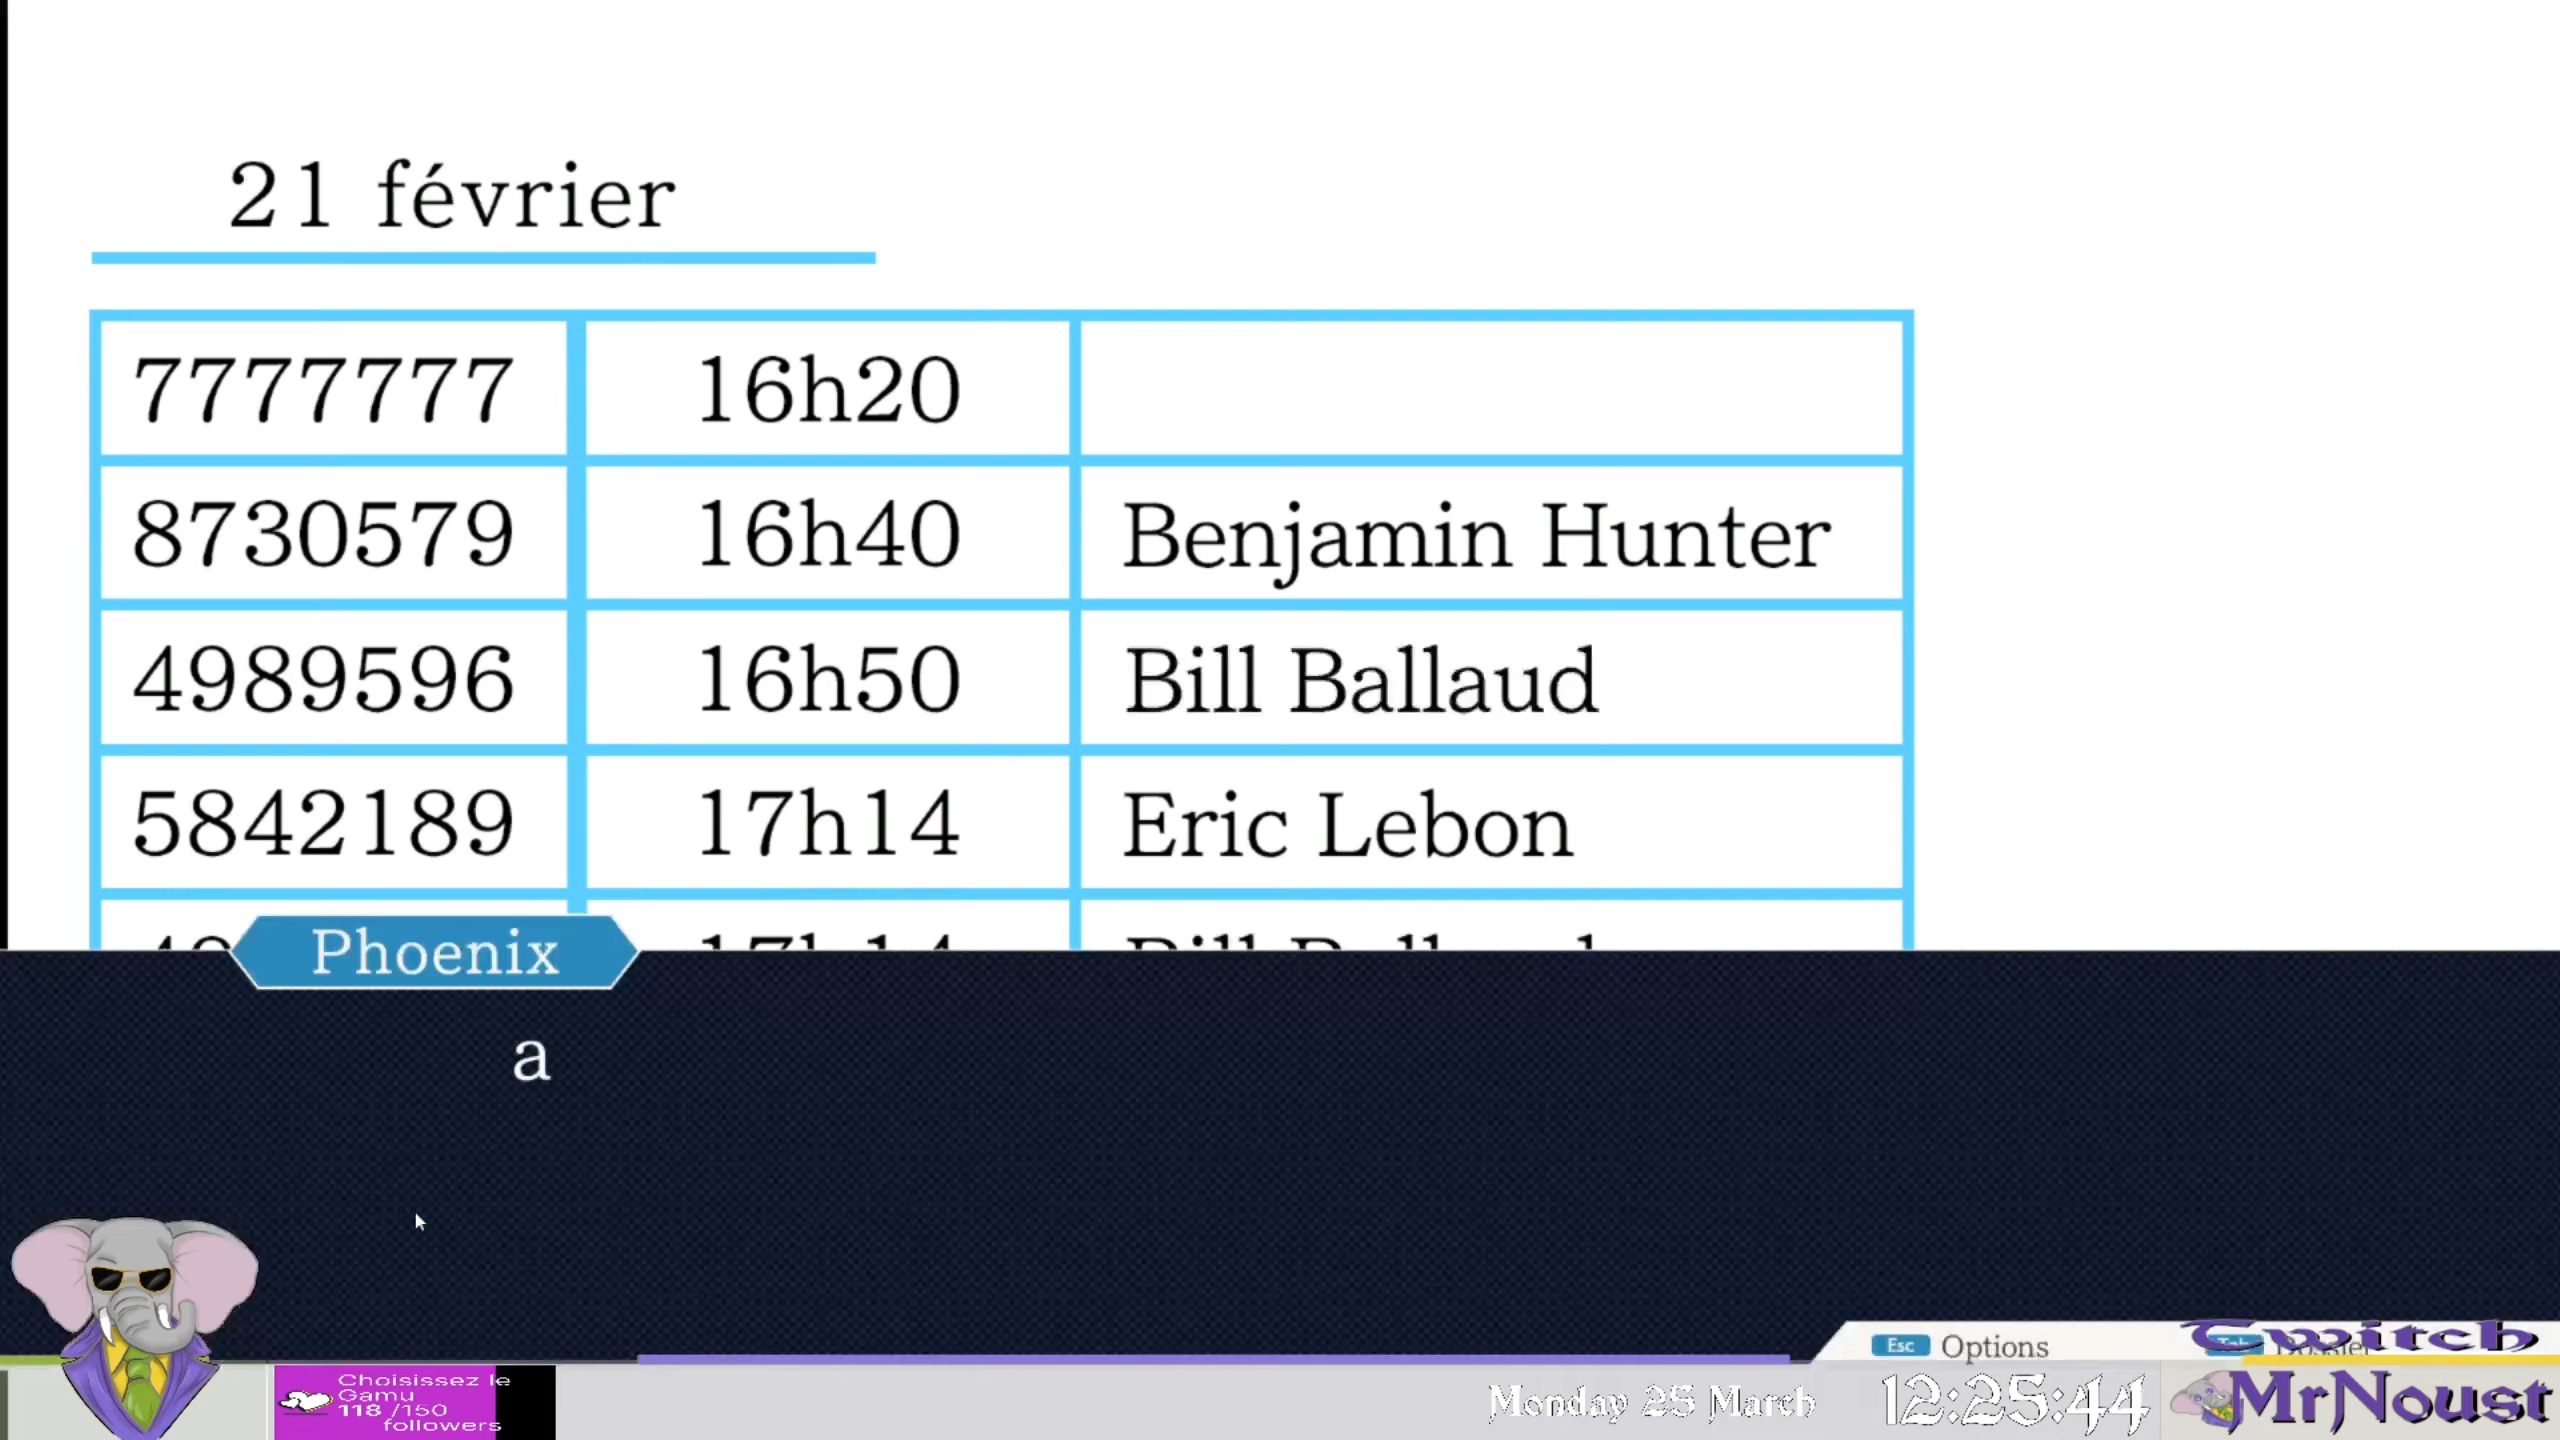 21 février
7777777 16h20
8730579 16h40 Benjamin Hunter
4989596 16h50 Bill Ballaud
5842189 17h14 Eric Lebon
Phoenix
a
Esc Options
Twitch
Choisissez le
Gamu
118 /150
followers
Monday 25 March 12:25:44
MrNoust